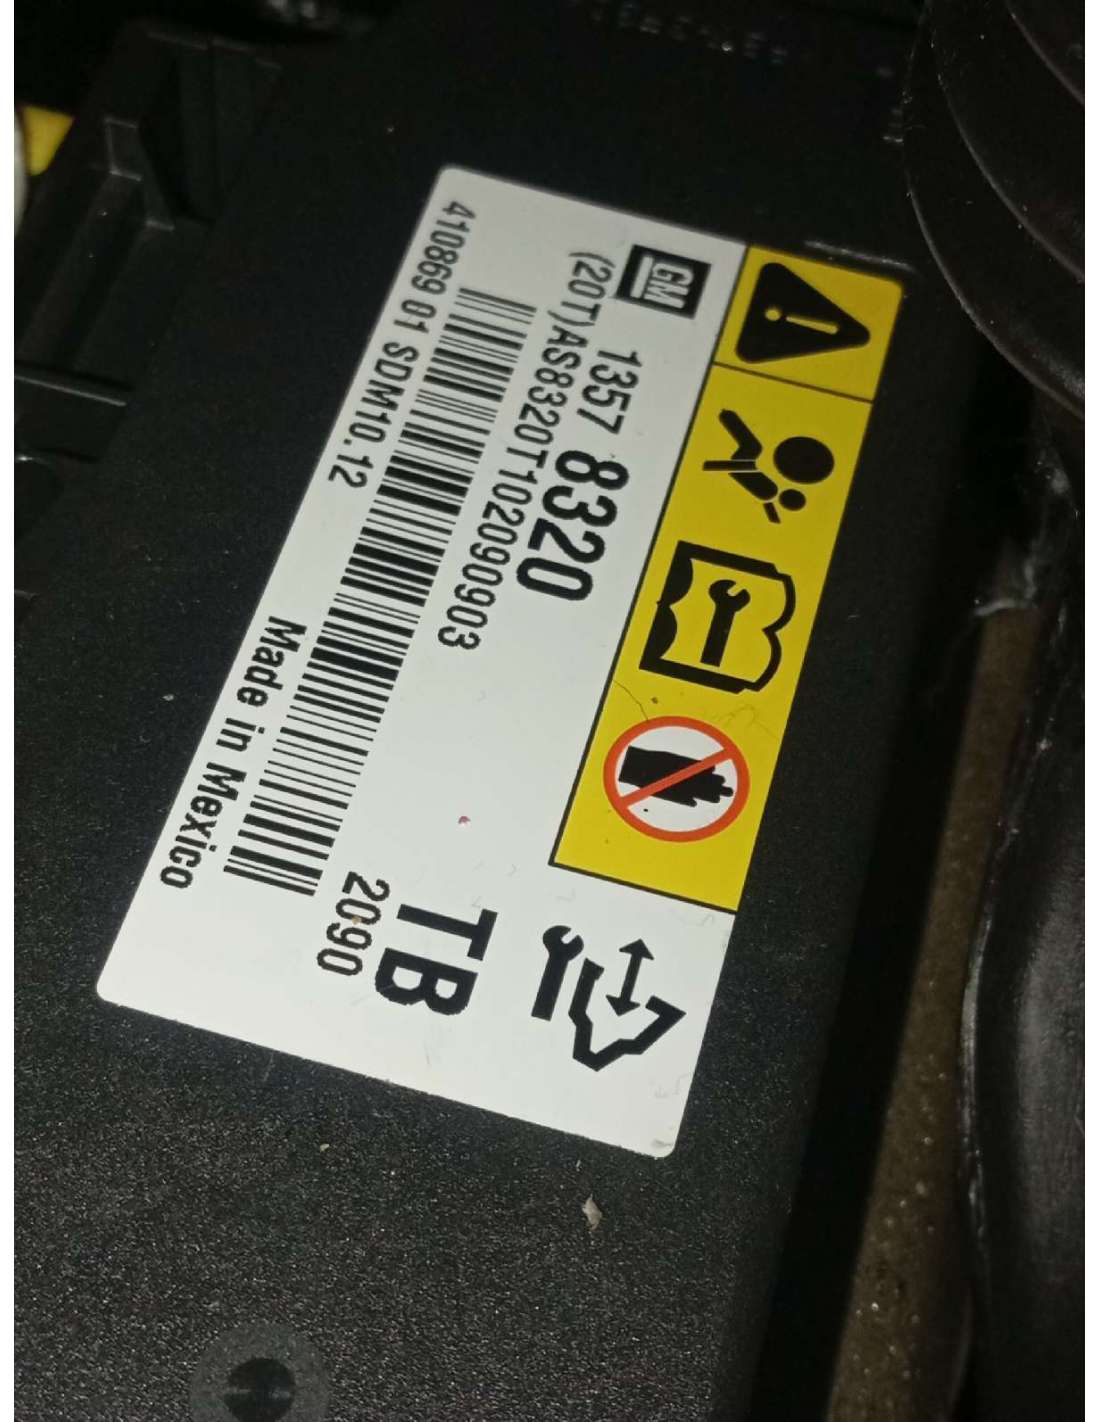 GM
1357 8320
(20T)AS8320T102090903
410869 01 SDM10.12
Made in Mexico
TB
2090